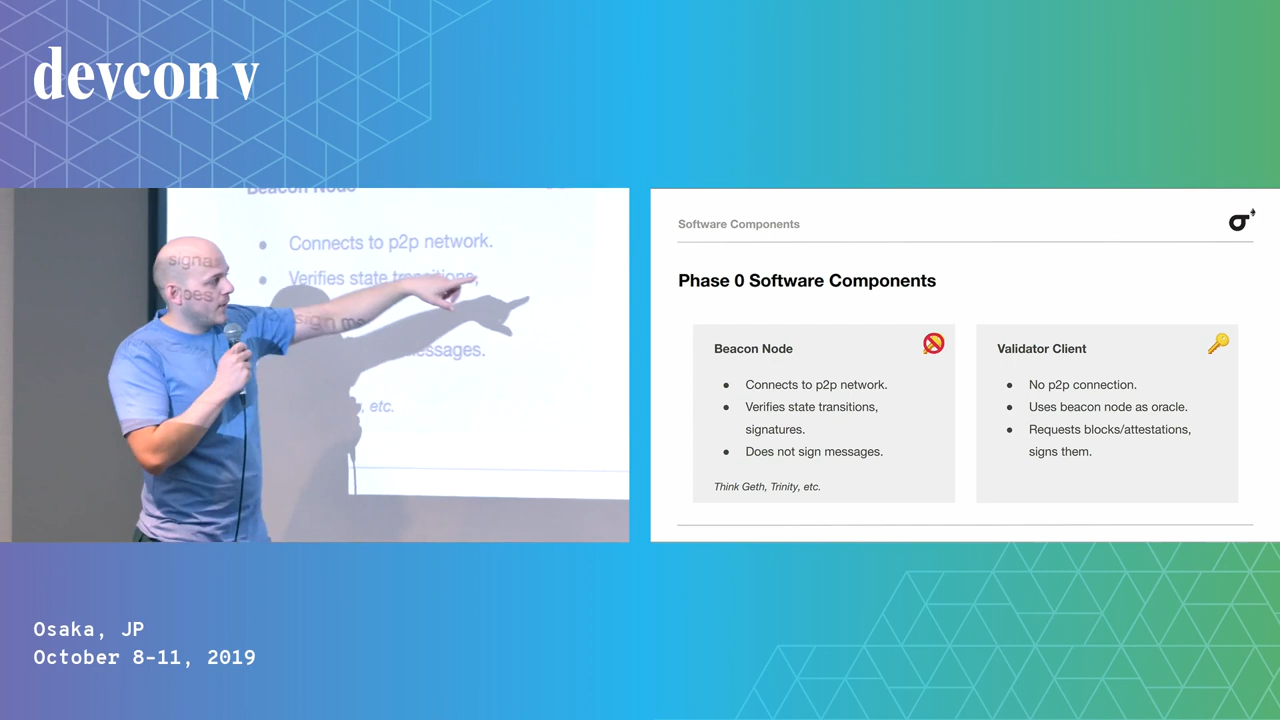 devcon v
Beacon Node
Connects to p2p network.
Verifies state transitions,
signa
pes
sign me
essages.
, etc.
Software Components
Phase 0 Software Components
Beacon Node
Connects to p2p network.
Verifies state transitions,
signatures.
Does not sign messages.
Think Geth, Trinity, etc.
Validator Client
No p2p connection.
Uses beacon node as oracle.
Requests blocks/attestations,
signs them.
Osaka, JP
October 8-11, 2019